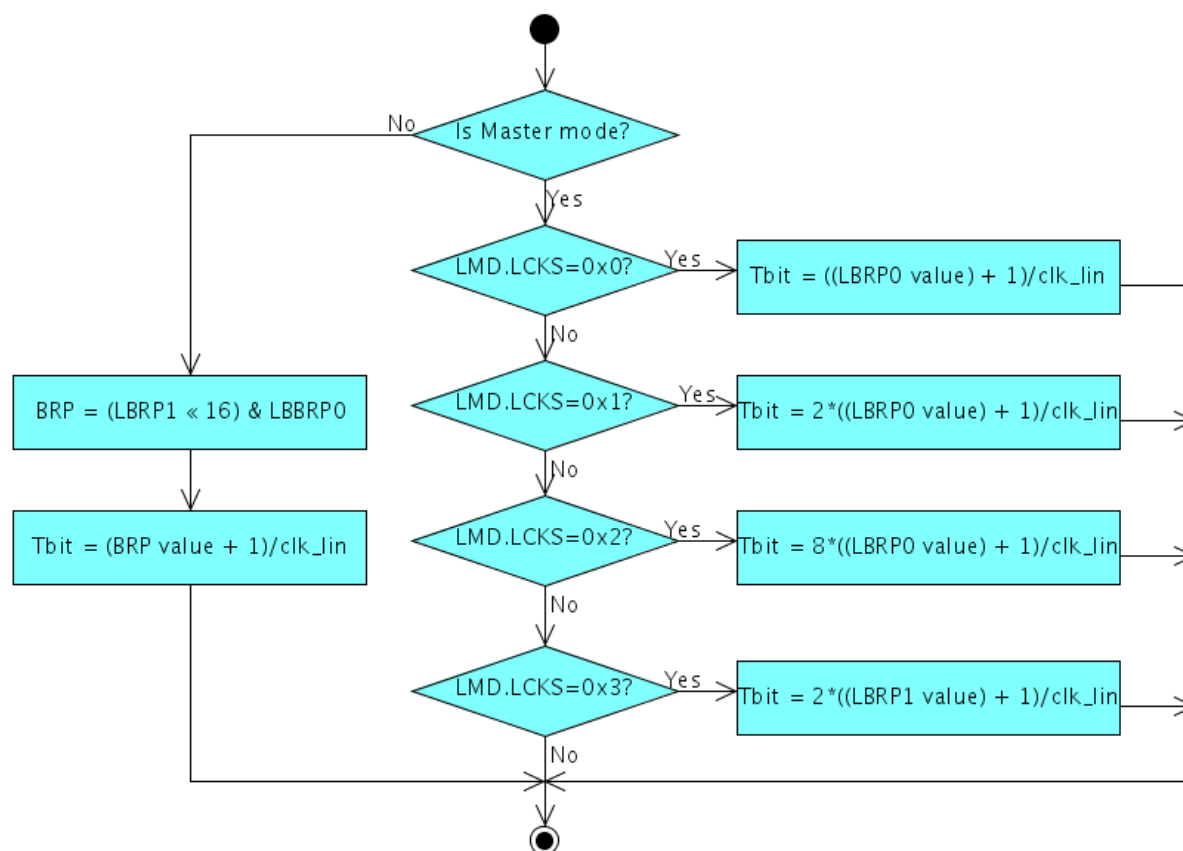 Is Master mode?
No
Yes
LMD.LCKS=0x0?
Yes
Tbit = ((LBRP0 value) + 1)/clk_lin
No
BRP = (LBRP1 « 16) & LBBRP0
LMD.LCKS=0x1?
Yes
Tbit = 2*((LBRP0 value) + 1)/clk_lin
No
Tbit = (BRP value + 1)/clk_lin
LMD.LCKS=0x2?
Yes
Tbit = 8*((LBRP0 value) + 1)/clk_lin
No
LMD.LCKS=0x3?
Yes
Tbit = 2*((LBRP1 value) + 1)/clk_lin
No